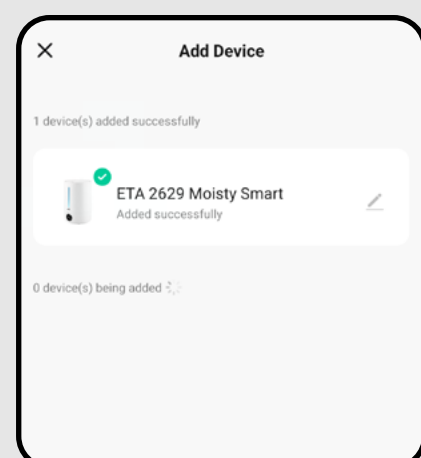 Add Device
1 device(s) added successfully
ETA 2629 Moisty Smart
Added successfully
0 device(s) being added